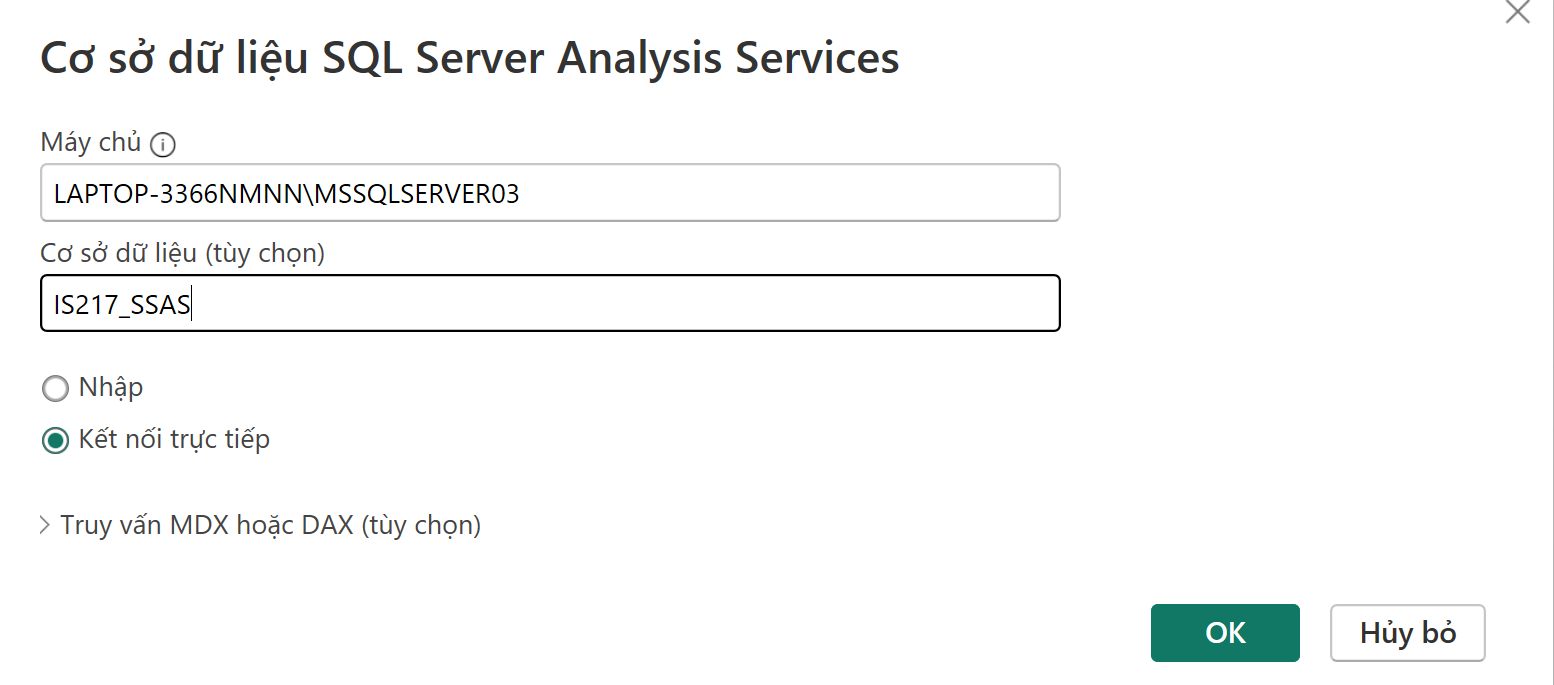 Cơ sở dữ liệu SQL Server Analysis Services
Máy chủ
LAPTOP-3366NMNN\MSSQLSERVER03
Cơ sở dữ liệu (tùy chọn)
IS217_SSAS
Nhập
Kết nối trực tiếp
Truy vấn MDX hoặc DAX (tùy chọn)
OK
Hủy bỏ